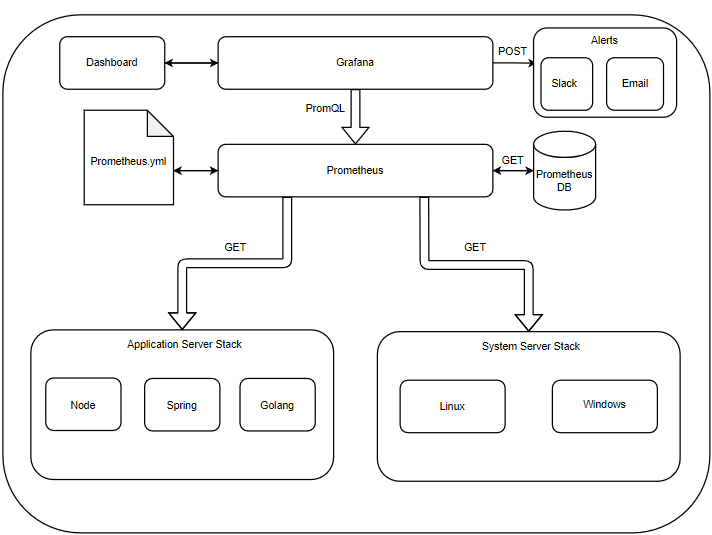 Dashboard
Grafana
POST
Alerts
Slack
Email
PromQL
Prometheus.yml
Prometheus
GET
Prometheus
DB
GET
GET
Application Server Stack
System Server Stack
Node
Spring
Golang
Linux
Windows